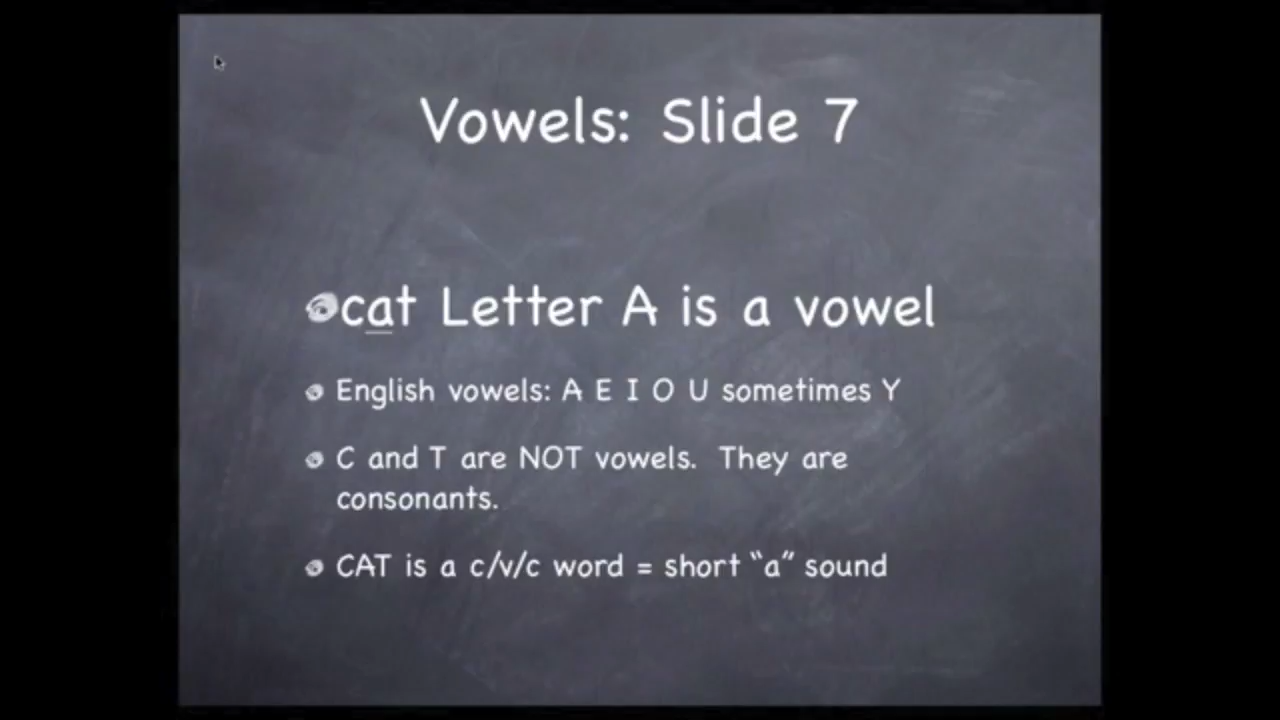 Vowels: Slide 7
cat Letter A is a vowel
English vowels: A E I O U sometimes Y
C and T are NOT vowels. They are
consonants.
CAT is a c/v/c word = short “a” sound